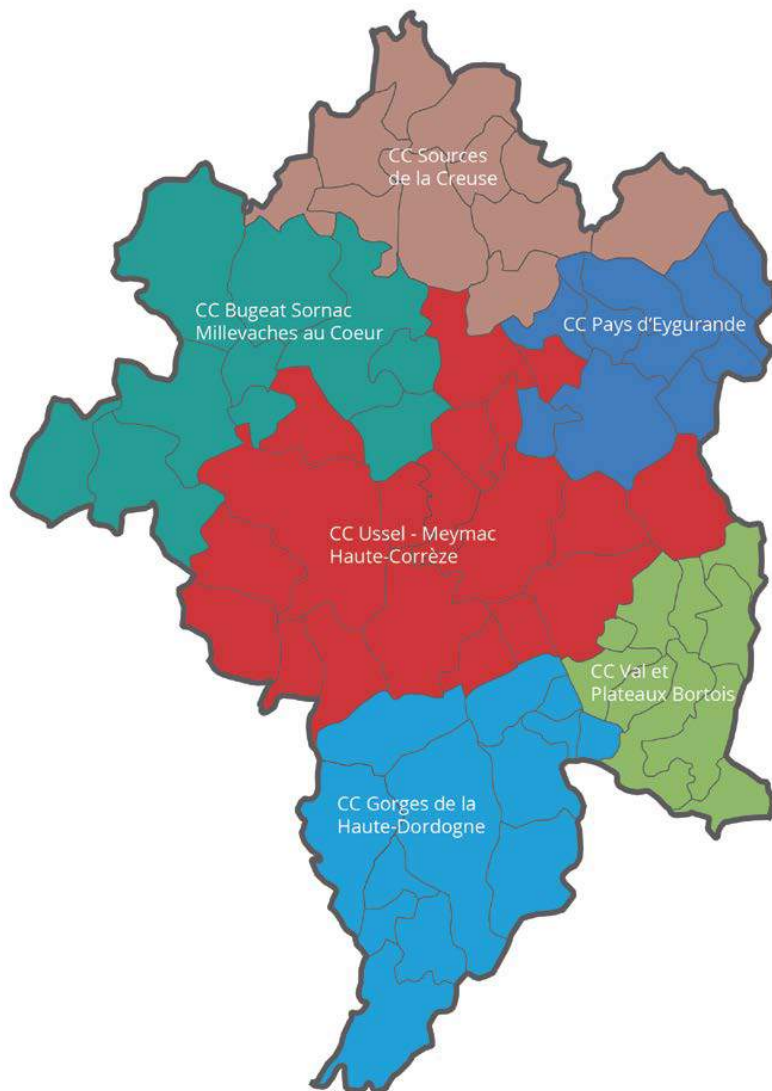 CC Sources
de la Creuse
CC Bugeat Sornac
Millevaches au Coeur
CC Pays d'Eygurande
CC Ussel - Meymac
Haute-Corrèze
CC Val et
Plateaux Bortois
CC Gorges de la
Haute-Dordogne